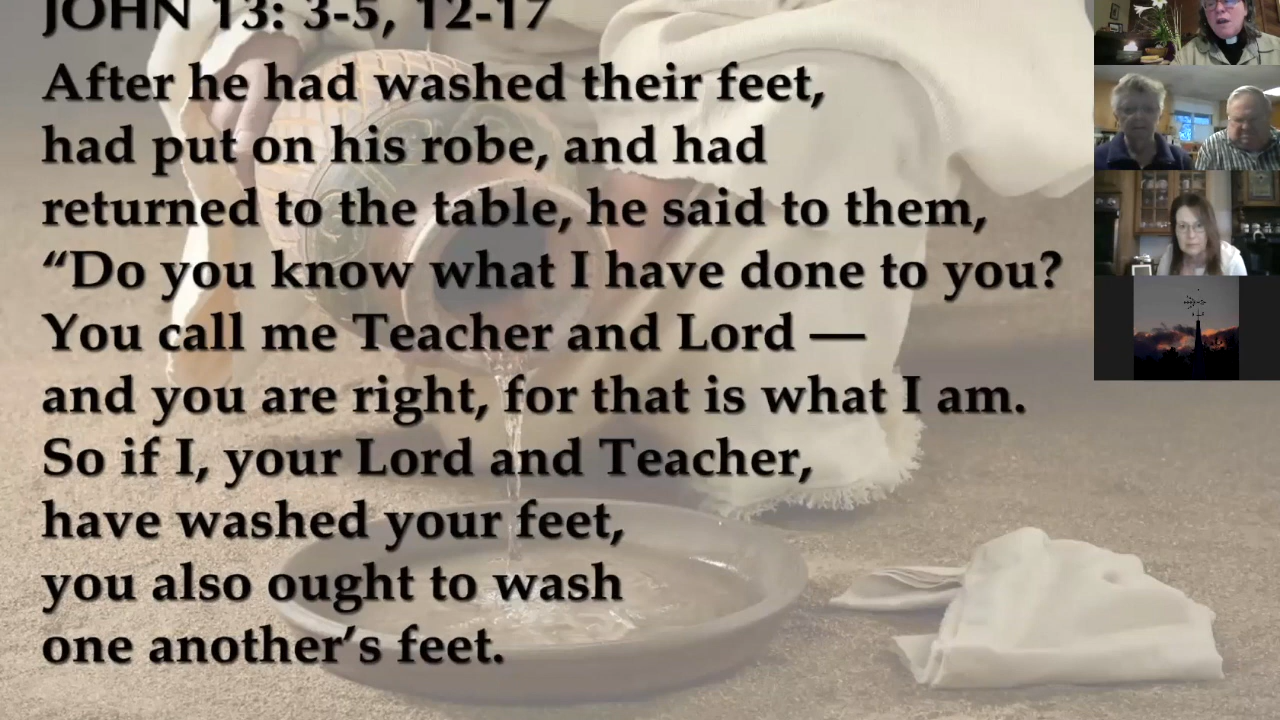 JOHN 13: 3-5, 12-17
After he had washed their feet,
had put on his robe, and had
returned to the table, he said to them,
“Do you know what I have done to you?
You call me Teacher and Lord —
and you are right, for that is what I am.
So if I, your Lord and Teacher,
have washed your feet,
you also ought to wash
one another’s feet.